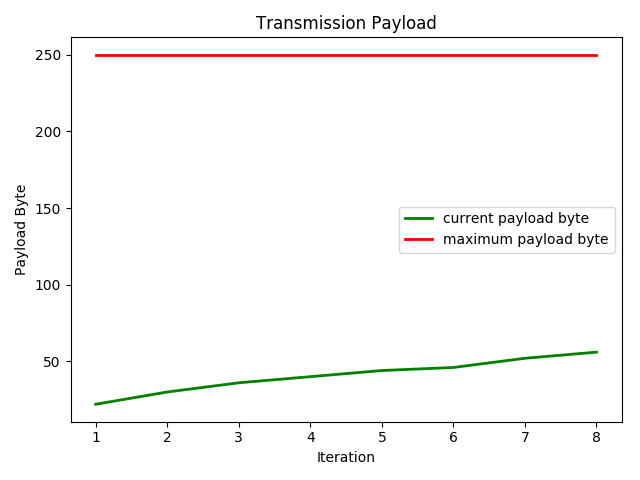 Transmission Payload
250
200
150
100
50
Payload Byte
current payload byte
maximum payload byte
1 2 3 4 5 6 7 8
Iteration